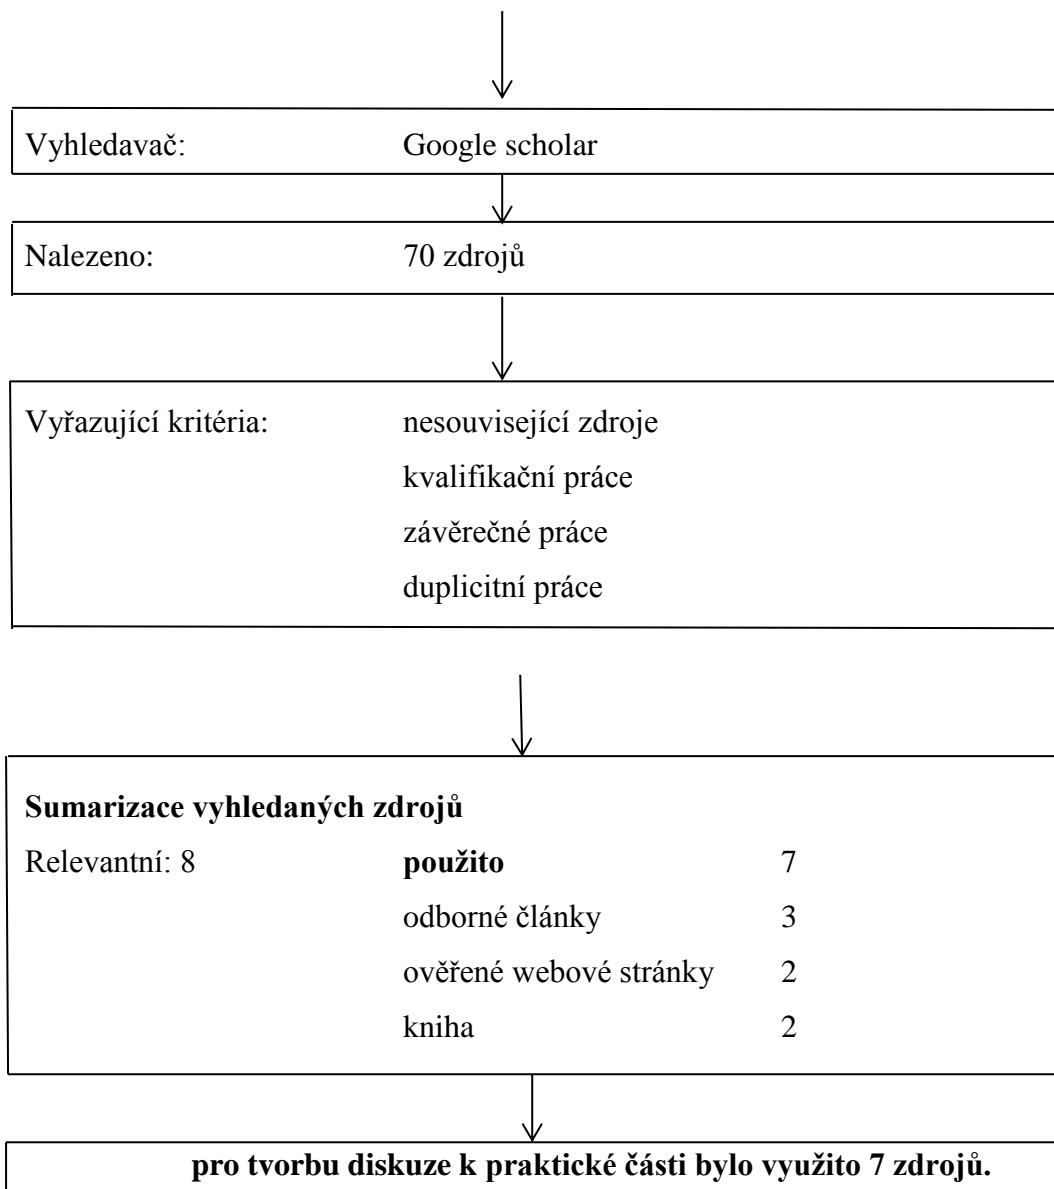 Vyhledavač: Google scholar
Nalezeno: 70 zdrojů
Vyřazující kritéria: nesouvisející zdroje
kvalifikační práce
závěrečné práce
duplicitní práce
Sumarizace vyhledaných zdrojů
Relevantní: 8 použito 7
odborné články 3
ověřené webové stránky 2
kniha 2
pro tvorbu diskuze k praktické části bylo využito 7 zdrojů.